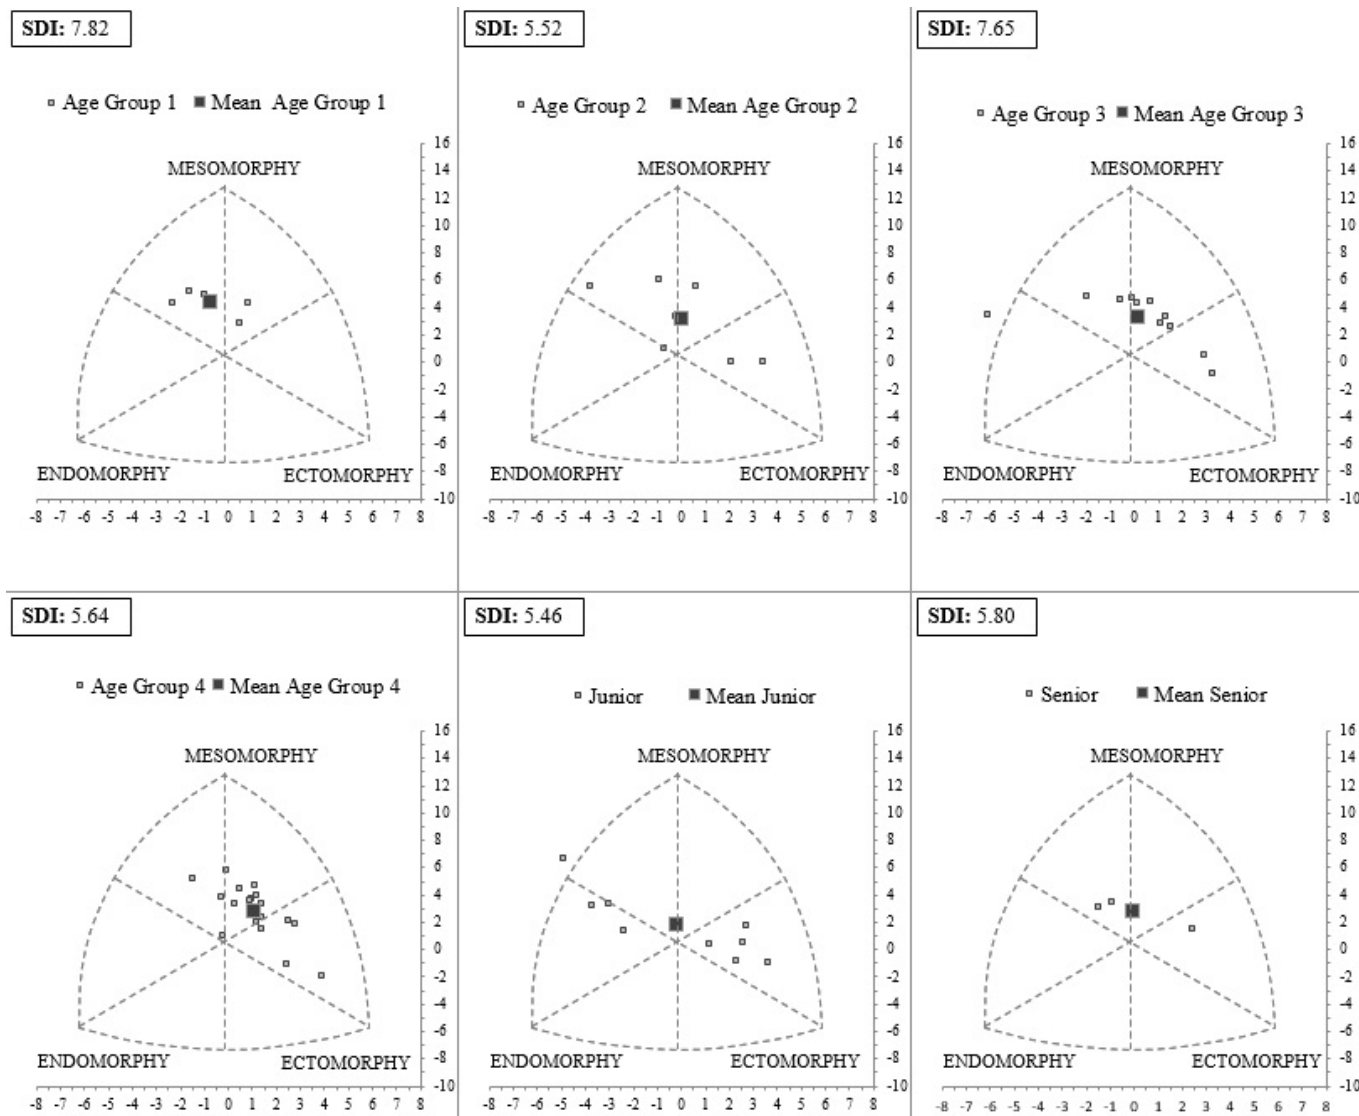 SDI: 7.82
Age Group 1 Mean Age Group 1
16
MESOMORPHY
14
12
10
8
6
4
2
0
-2
-4
-6
ENDOMORPHY ECTOMORPHY
-8
-10
-8 -7 -6 -5 -4 -3 -2 -1 0 1 2 3 4 5 6 7 8
SDI: 5.52
Age Group 2 Mean Age Group 2
16
MESOMORPHY
14
12
10
8
6
4
2
0
-2
-4
-6
ENDOMORPHY ECTOMORPHY
-8
-10
-8 -7 -6 -5 -4 -3 -2 -1 0 1 2 3 4 5 6 7 8
SDI: 7.65
Age Group 3 Mean Age Group 3
16
MESOMORPHY
14
12
10
8
6
4
2
0
-2
-4
-6
ENDOMORPHY ECTOMORPHY
-8
-10
-8 -7 -6 -5 -4 -3 -2 -1 0 1 2 3 4 5 6 7 8
SDI: 5.64
Age Group 4 Mean Age Group 4
16
MESOMORPHY
14
12
10
8
6
4
2
0
-2
-4
-6
ENDOMORPHY ECTOMORPHY
-8
-10
-8 -7 -6 -5 -4 -3 -2 -1 0 1 2 3 4 5 6 7 8
SDI: 5.46
Junior Mean Junior
16
MESOMORPHY
14
12
10
8
6
4
2
0
-2
-4
-6
ENDOMORPHY ECTOMORPHY
-8
-10
-8 -7 -6 -5 -4 -3 -2 -1 0 1 2 3 4 5 6 7 8
SDI: 5.80
Senior Mean Senior
16
MESOMORPHY
14
12
10
8
6
4
2
0
-2
-4
-6
ENDOMORPHY ECTOMORPHY
-8
-10
-8 -7 -6 -5 -4 -3 -2 -1 0 1 2 3 4 5 6 7 8